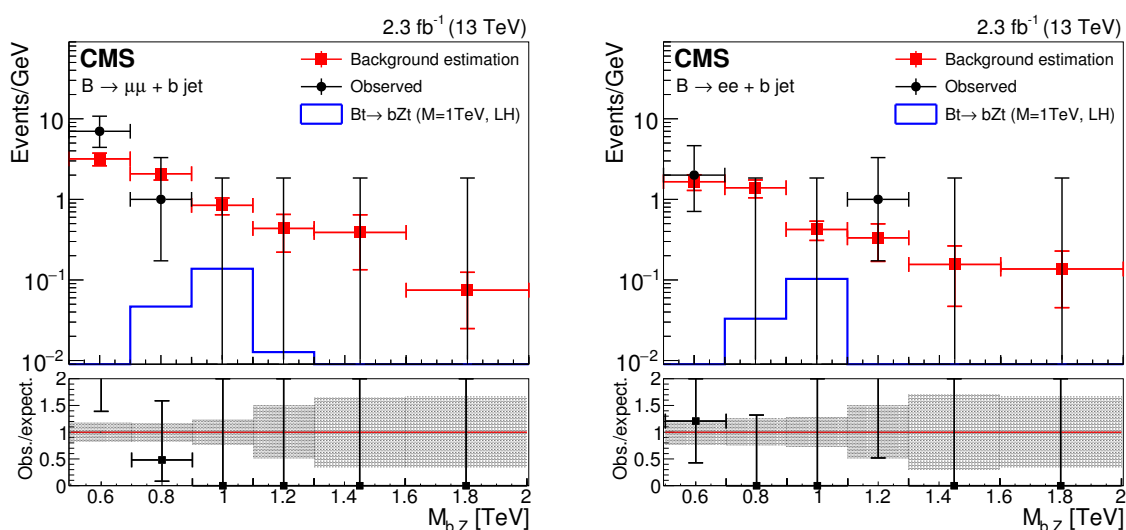 2.3 fb⁻¹ (13 TeV)
CMS
B → μμ + b jet
Background estimation
Observed
Bt→ bZt (M=1TeV, LH)
Events/GeV
10
1
10⁻¹
10⁻²
Obs./expect.
2
1.5
1
0.5
0
0.6 0.8 1 1.2 1.4 1.6 1.8 2
M_{b Z} [TeV]
2.3 fb⁻¹ (13 TeV)
CMS
B → ee + b jet
Background estimation
Observed
Bt→ bZt (M=1TeV, LH)
Events/GeV
10
1
10⁻¹
10⁻²
Obs./expect.
2
1.5
1
0.5
0
0.6 0.8 1 1.2 1.4 1.6 1.8 2
M_{b Z} [TeV]